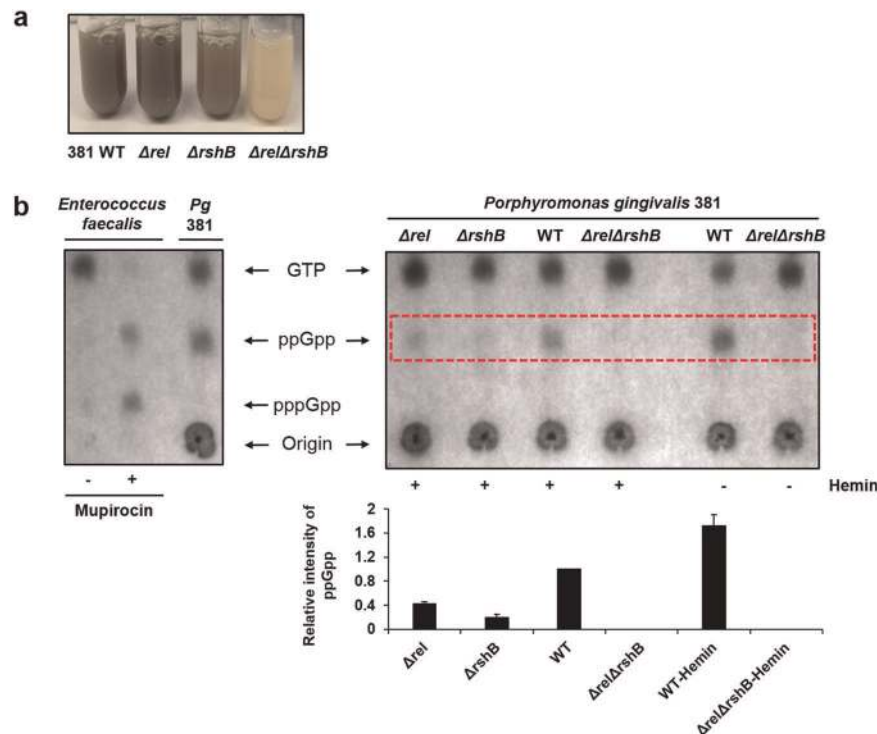 a
381 WT Δrel ΔrshB ΔrelΔrshB
b
Enterococcus
faecalis
Pg
381
Porphyromonas gingivalis 381
Δrel ΔrshB WT ΔrelΔrshB WT ΔrelΔrshB
GTP
ppGpp
pppGpp
Origin
- +
Mupirocin
+ + + + - - Hemin
Relative intensity of
ppGpp
2
1.6
1.2
0.8
0.4
0
Δrel
ΔrshB
WT
ΔrelΔrshB
WT-Hemin
ΔrelΔrshB-Hemin